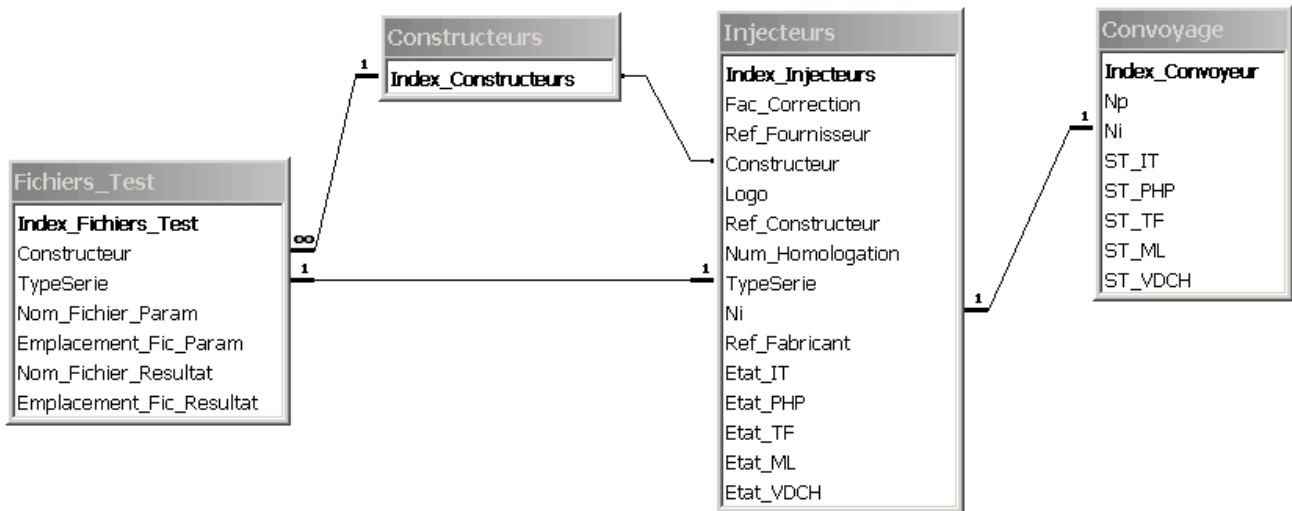 Constructeurs
1
Index_Constructeurs
Injecteurs
Index_Injecteurs
Fac_Correction
Ref_Fournisseur
Constructeur
Logo
Ref_Constructeur
Num_Homologation
1
TypeSerie
Ni
1
Ref_Fabricant
Etat_IT
Etat_PHP
Etat_TF
Etat_ML
Etat_VDCH
Convoyage
Index_Convoyeur
Np
1
Ni
ST_IT
ST_PHP
ST_TF
ST_ML
ST_VDCH
Fichiers_Test
Index_Fichiers_Test
Constructeur
∞
TypeSerie
1
Nom_Fichier_Param
Emplacement_Fic_Param
Nom_Fichier_Resultat
Emplacement_Fic_Resultat